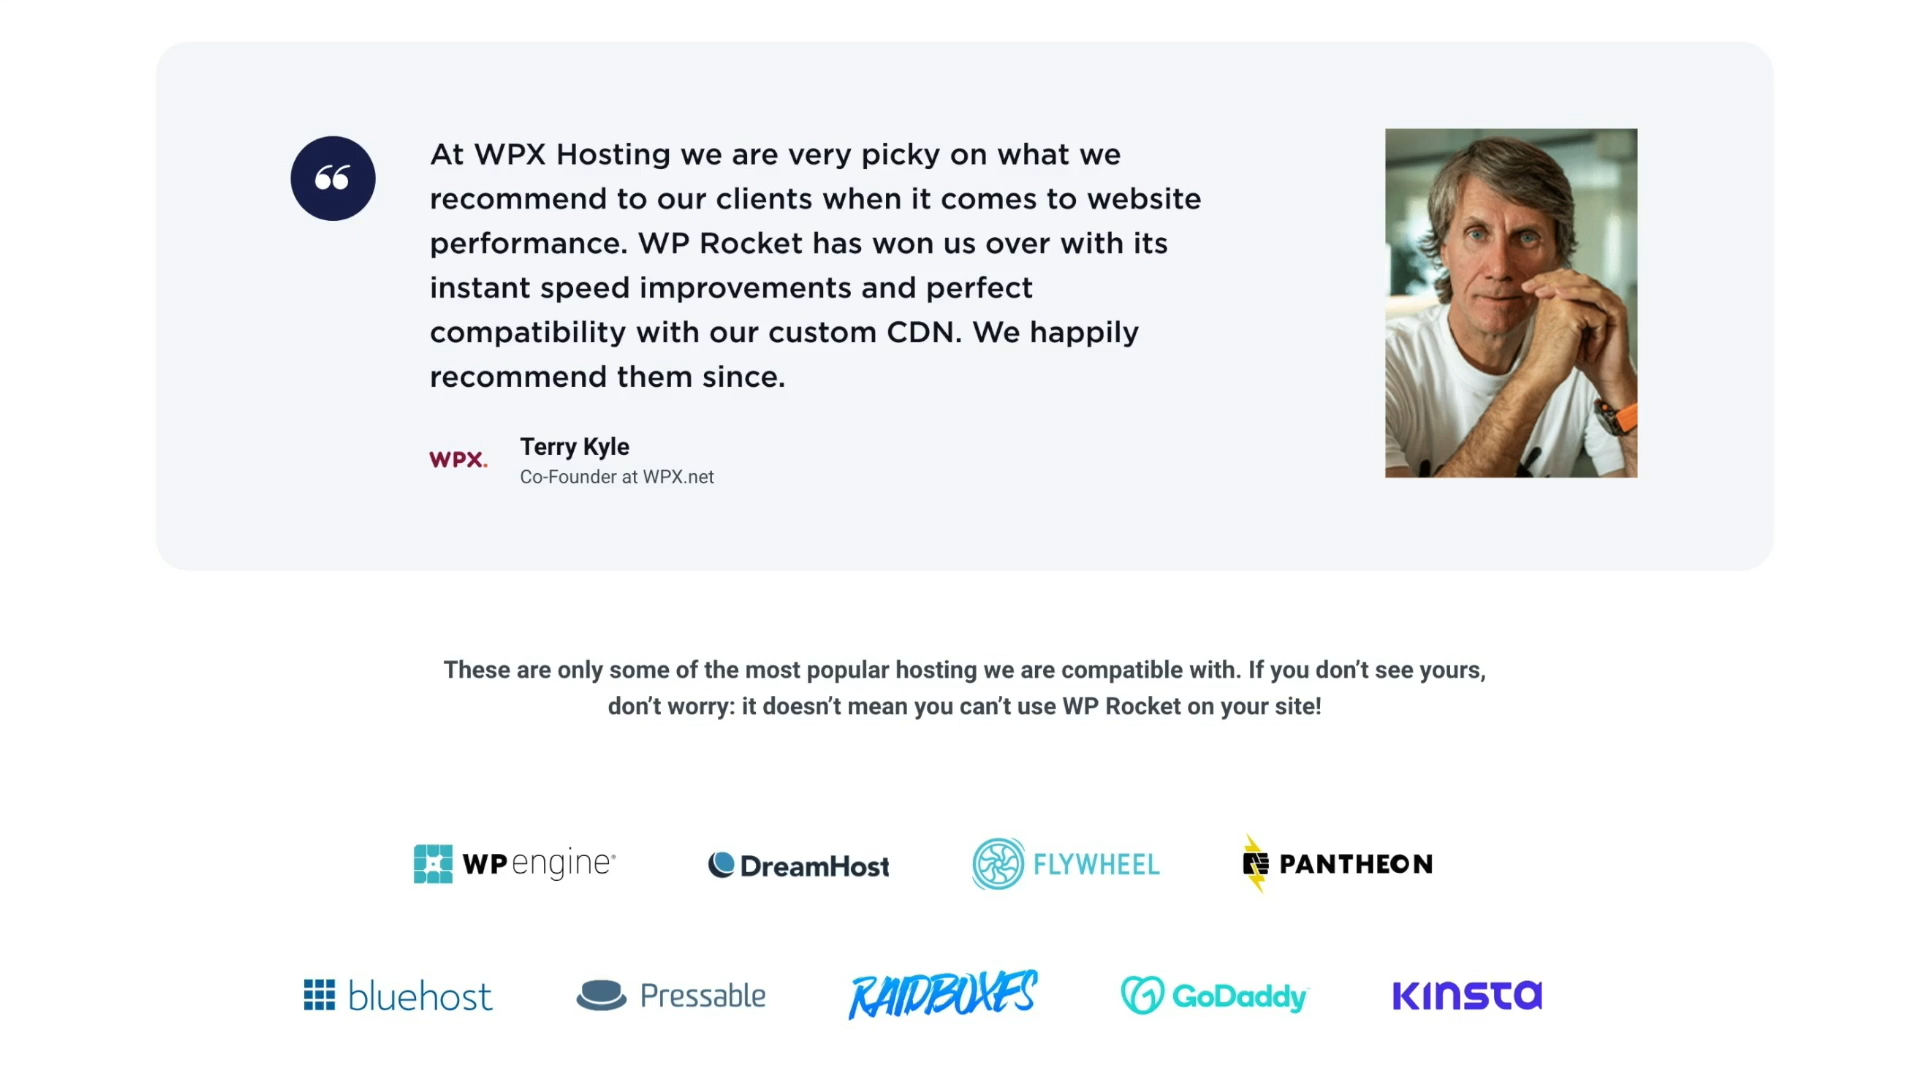 At WPX Hosting we are very picky on what we
recommend to our clients when it comes to website
performance. WP Rocket has won us over with its
instant speed improvements and perfect
compatibility with our custom CDN. We happily
recommend them since.
WPX.
Terry Kyle
Co-Founder at WPX.net
These are only some of the most popular hosting we are compatible with. If you don’t see yours,
don’t worry: it doesn’t mean you can’t use WP Rocket on your site!
WP engine®
DreamHost
FLYWHEEL
PANTHEON
bluehost
Pressable
RAIDBOXES
GoDaddy
KINSTA